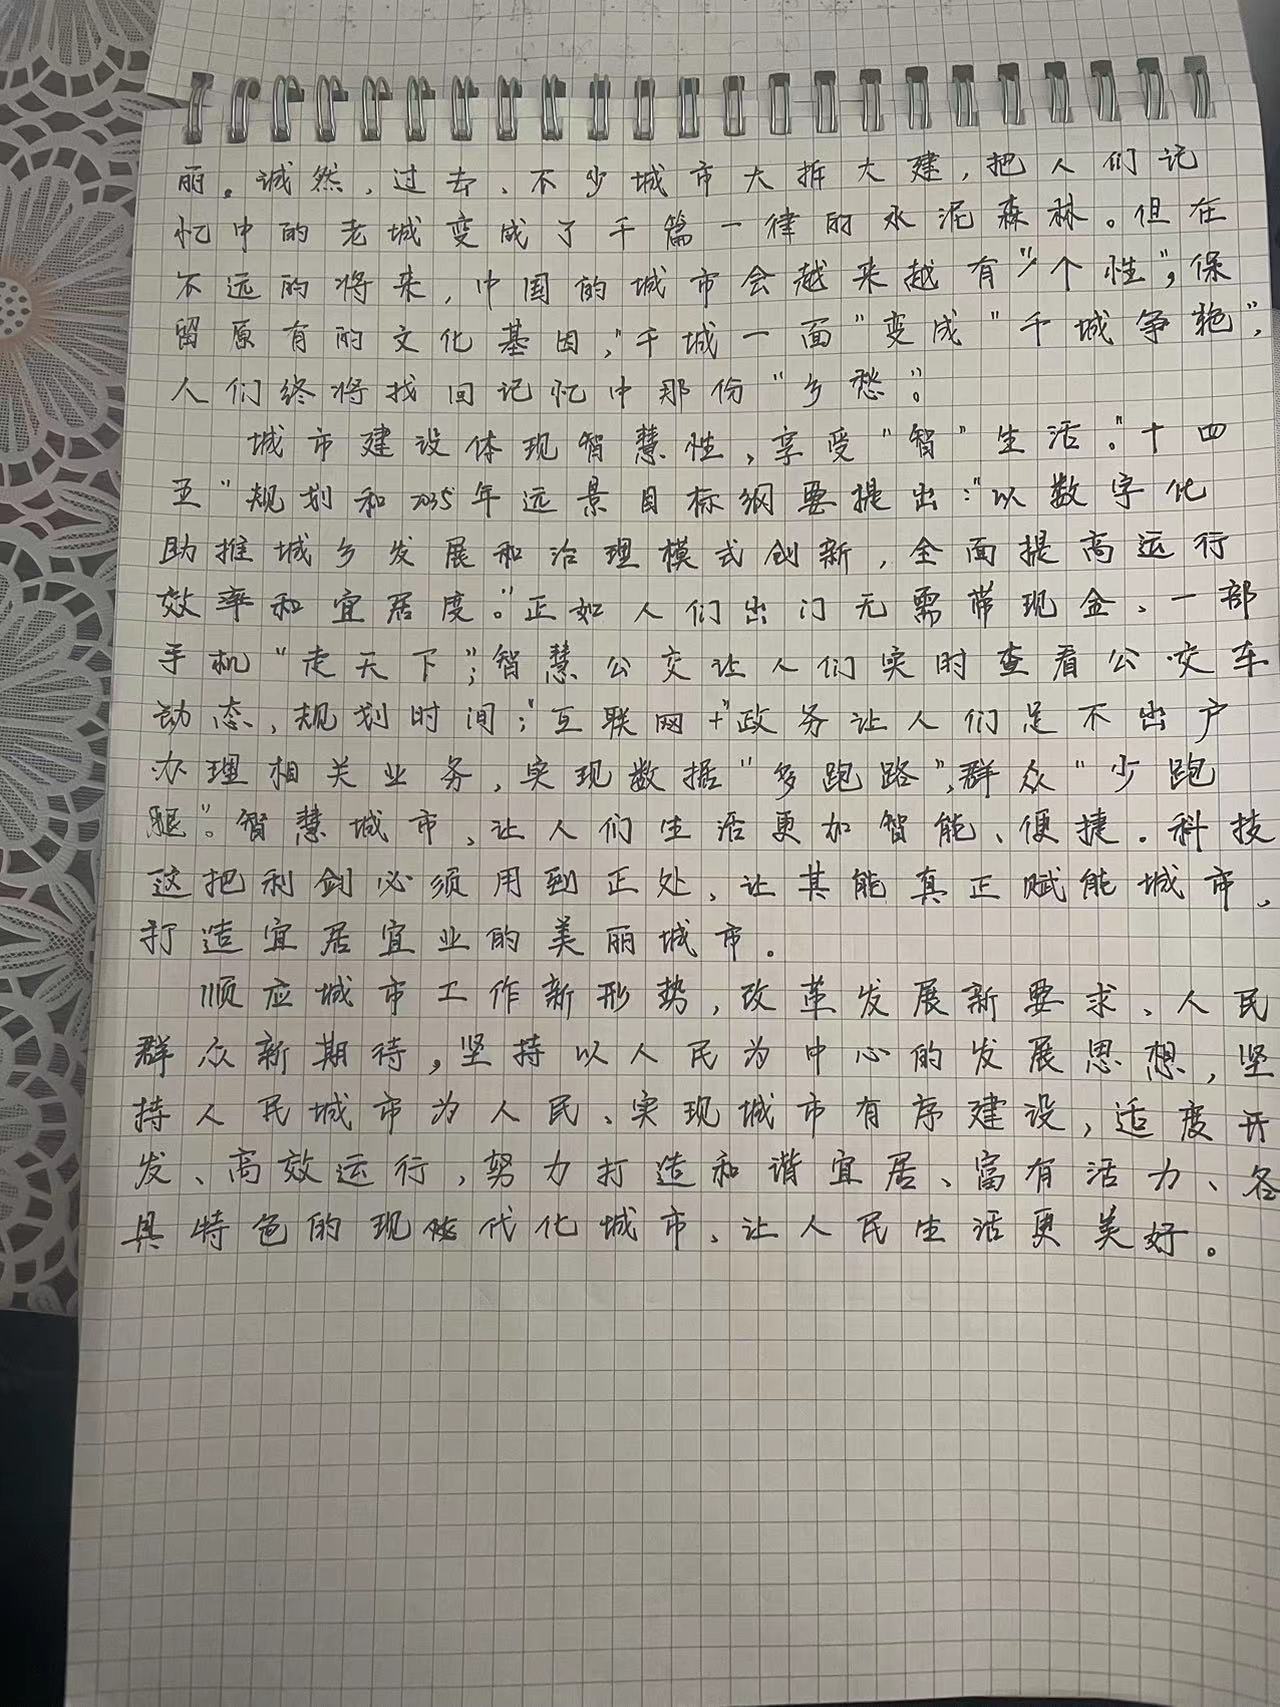 丽。诚然,过去、不少城市大拆大建,把人们记
忆中的老城变成了千篇一律的水泥森林。但在
不远的将来,中国的城市会越来越有"个性",保
留原有的文化基因,"千城一面"变成"千城争艳",
人们终将找回记忆中那份"乡愁"。
城市建设体现智慧性,享受"智"生活。"十四
五"规划和2035年远景目标纲要提出:"以数字化
助推城乡发展和治理模式创新,全面提高运行
效率和宜居度。"正如人们出门无需带现金、一部
手机"走天下";智慧公交让人们实时查看公交车
动态,规划时间;"互联网+"政务让人们足不出户
办理相关业务,实现数据"多跑路",群众"少跑
腿"。智慧城市、让人们生活更加智能、便捷。科技
这把利剑必须用到正处、让其能真正赋能城市、
打造宜居宜业的美丽城市。
顺应城市工作新形势,改革发展新要求、人民
群众新期待,坚持以人民为中心的发展思想,坚
持人民城市为人民、实现城市有序建设,适度开
发、高效运行,努力打造和谐宜居、富有活力、各
具特色的现代化城市、让人民生活更美好。